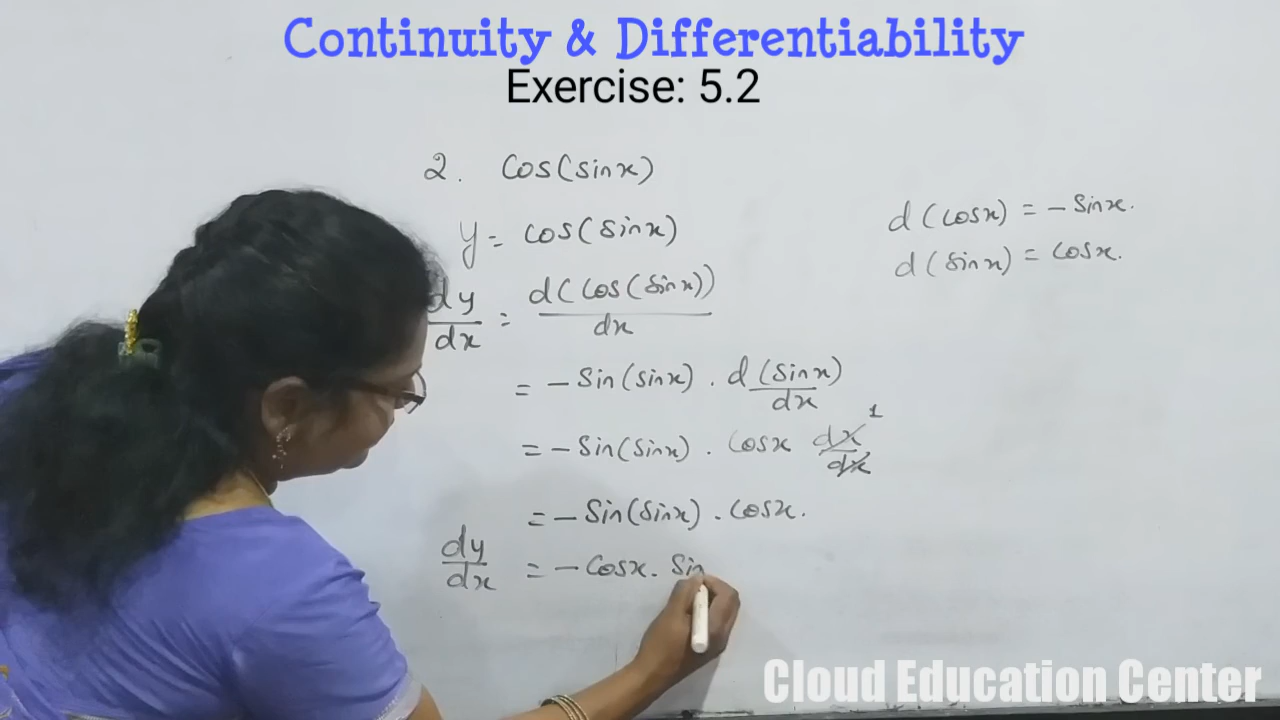 Continuity & Differentiability
Exercise: 5.2
2. Cos(sinx)
y = cos(sinx)
dy/dx = d(cos(sinx))/dx
= -Sin(sinx) . d(sinx)/dx
= -Sin(sinx) . Cosx dx/dx 1
= -Sin(sinx) . cosx.
dy/dx = -Cosx. Sin
d(cosx) = -Sinx.
d(sinx) = Cosx.
Cloud Education Center